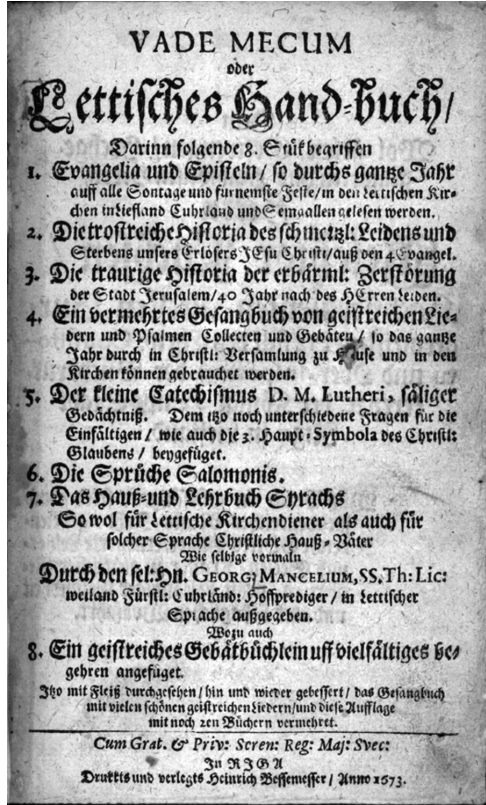 VADE MECUM
oder
Lettisches Hand-buch/
Darinn folgende 8. Stük begriffen
1. Evangelia und Episteln/ so durchs gantze Jahr
auff alle Sontage und fürnemste Feste/in den Lettischen Kir-
chen in Liefland Cuhrland und Semgallen gelesen werden.
2. Die trostreiche Historia des schmertzl: Leidens und
Sterbens unsers Erlösers JEsu Christi/auß den 4 Evangel.
3. Die traurige Historia der erbärml: Zerstörung
der Stadt Jerusalem/40 Jahr nach des HErren Leiden.
4. Ein vermehrtes Gesangbuch von geistreichen Lie-
dern und Psalmen Collecten und Gebäten/ so das gantze
Jahr durch in Christl: Versamlung zu Hause und in den
Kirchen können gebrauchet werden.
5. Der kleine Catechismus D. M. Lutheri, säliger
Gedächtniß. Dem itzo noch unterschiedene Fragen für die
Einfältigen/ wie auch die 3. Haupt-Symbola des Christl:
Glaubens/ beygefüget.
6. Die Sprüche Salomonis.
7. Das Hauß-und Lehrbuch Syrachs
So wol für Lettische Kirchendiener als auch für
solcher Sprache Christliche Hauß-Väter
Wie selbige vormaln
Durch den sel: Hn. GEORG: MANCELIUM, SS. Th: Lic:
weiland Fürstl: Cuhrländ: Hoffprediger/ in Lettischer
Sprache außgegeben.
Wozu auch
8. Ein geistreiches Gebätbüchlein uff vielfältiges be-
gehren angefüget.
Itzo mit Fleiß durchgesehen/hin und wieder gebessert/ das Gesangbuch
mit vielen schönen geistreichen Liedern/und diese Aufflage
mit noch zen Büchern vermehret.
Cum Grat. & Priv: Seren: Reg: Maj: Svec:
In RIGA
Druktts und verlegts Heinrich Bessemesser/ Anno 1673.